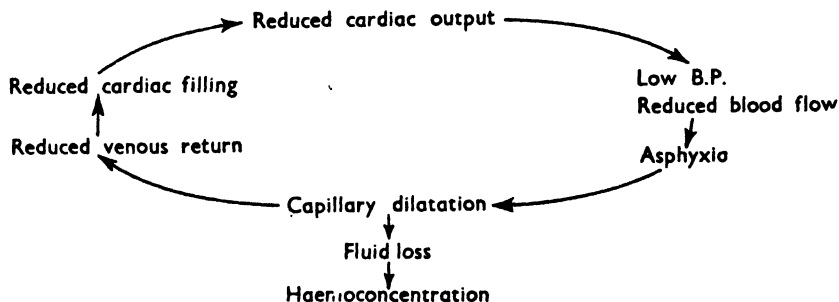 Reduced cardiac output
Low B.P.
Reduced cardiac filling
Reduced blood flow
Reduced venous return
Asphyxia
Capillary dilatation
Fluid loss
Haemoconcentration